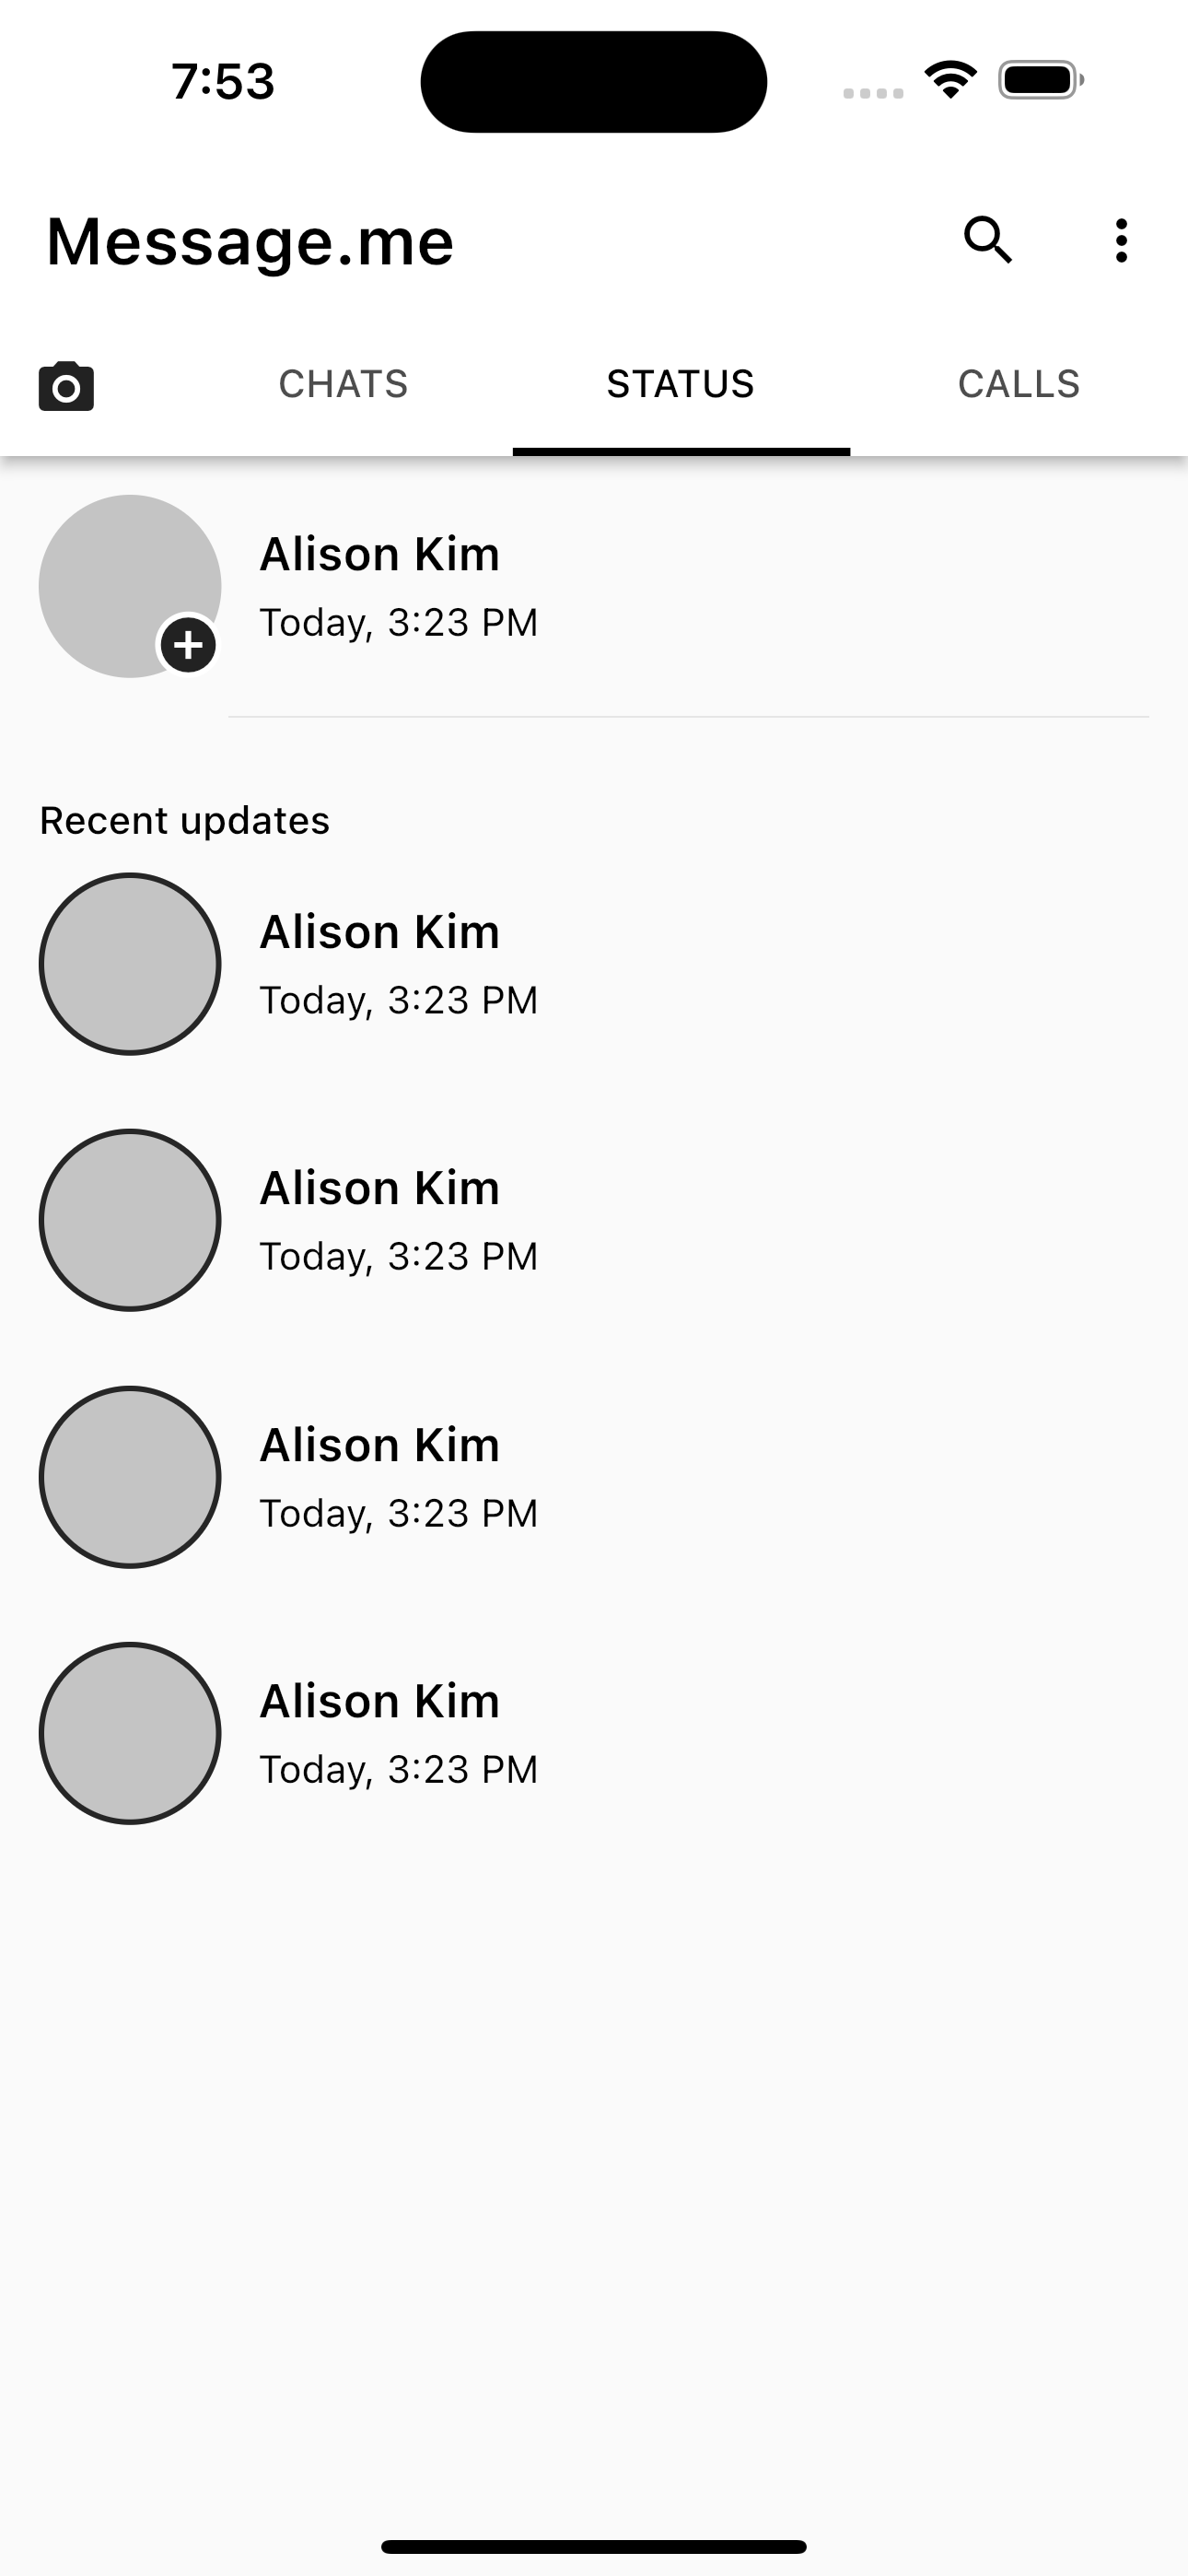 7:53
Message.me
CHATS STATUS CALLS
Alison Kim
Today, 3:23 PM
Recent updates
Alison Kim
Today, 3:23 PM
Alison Kim
Today, 3:23 PM
Alison Kim
Today, 3:23 PM
Alison Kim
Today, 3:23 PM